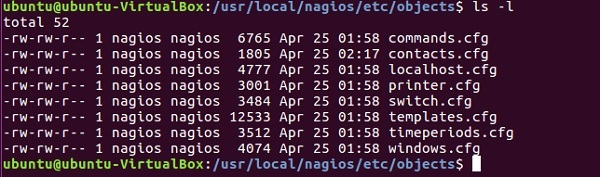 ubuntu@ubuntu-VirtualBox:/usr/local/nagios/etc/objects$ ls -l
total 52
-rw-rw-r-- 1 nagios nagios  6765 Apr 25 01:58 commands.cfg
-rw-rw-r-- 1 nagios nagios  1805 Apr 25 02:17 contacts.cfg
-rw-rw-r-- 1 nagios nagios  4777 Apr 25 01:58 localhost.cfg
-rw-rw-r-- 1 nagios nagios  3001 Apr 25 01:58 printer.cfg
-rw-rw-r-- 1 nagios nagios  3484 Apr 25 01:58 switch.cfg
-rw-rw-r-- 1 nagios nagios 12533 Apr 25 01:58 templates.cfg
-rw-rw-r-- 1 nagios nagios  3512 Apr 25 01:58 timeperiods.cfg
-rw-rw-r-- 1 nagios nagios  4074 Apr 25 01:58 windows.cfg
ubuntu@ubuntu-VirtualBox:/usr/local/nagios/etc/objects$